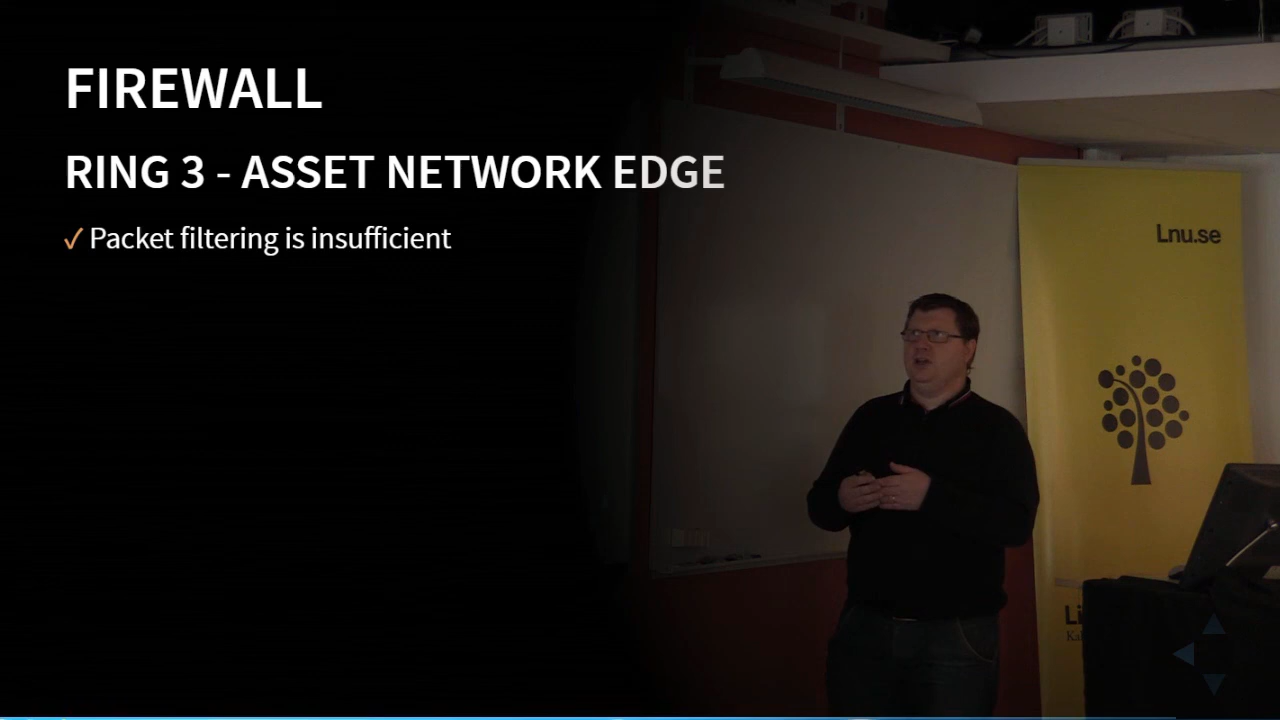 FIREWALL
RING 3 - ASSET NETWORK EDGE
✓ Packet filtering is insufficient
Lnu.se